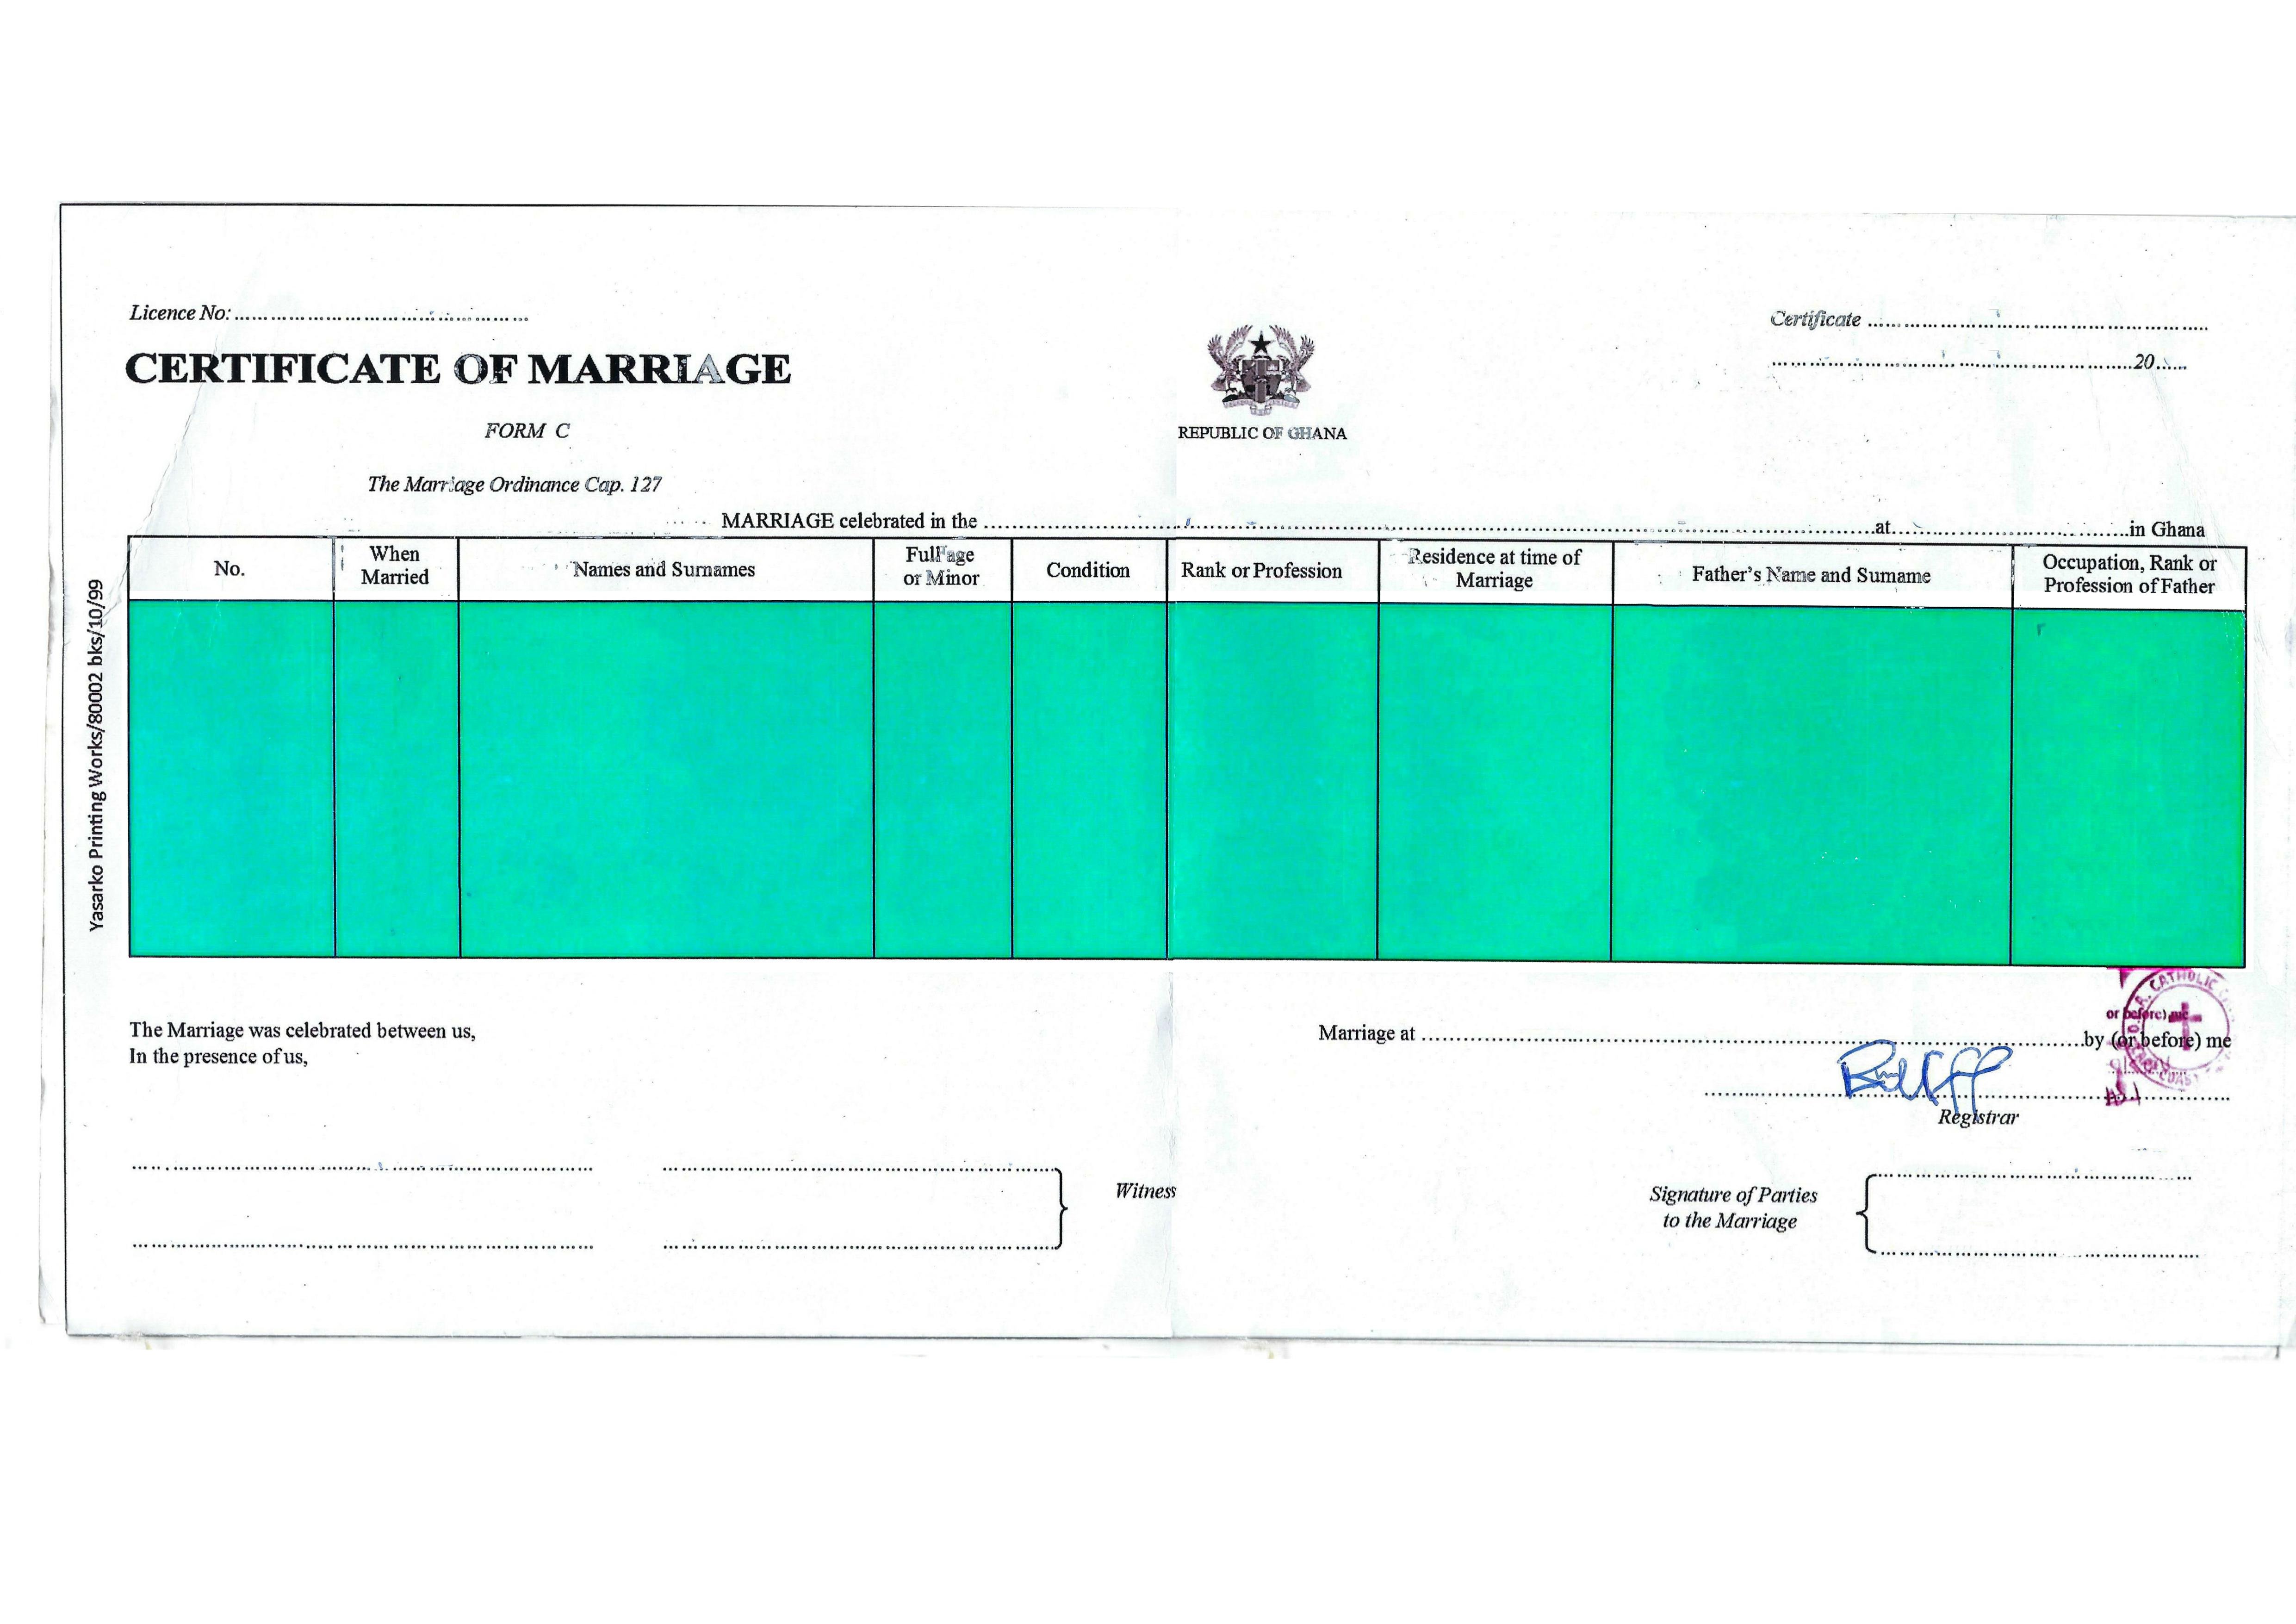 Licence No:
Certificate
20
CERTIFICATE OF MARRIAGE
FORM C
REPUBLIC OF GHANA
The Marriage Ordinance Cap. 127
MARRIAGE celebrated in the at in Ghana
No.
When
Married
Names and Surnames
Full age
or Minor
Condition
Rank or Profession
Residence at time of
Marriage
Father's Name and Surname
Occupation, Rank or
Profession of Father
Yasarko Printing Works/80002 bks/10/99
R. CATHOLIC
or before) me
The Marriage was celebrated between us,
In the presence of us,
Marriage at by (or before) me
COAST
Registrar
Witness
Signature of Parties
to the Marriage